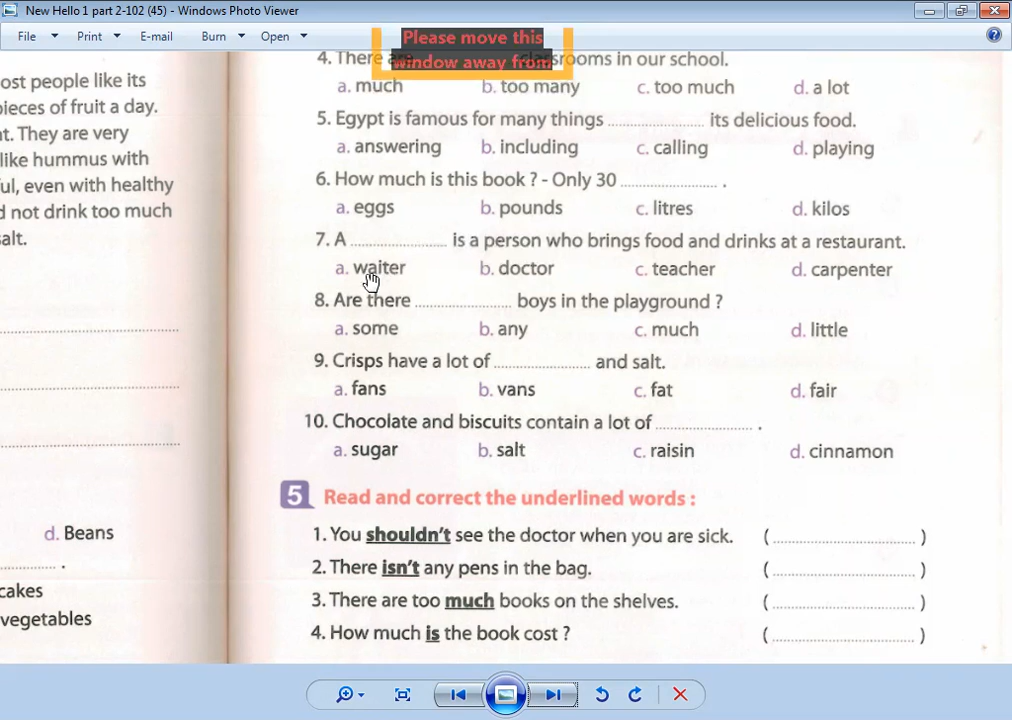 New Hello 1 part 2-102 (45) - Windows Photo Viewer
File Print E-mail Burn Open
Please move this
window away from
ost people like its
pieces of fruit a day.
nt. They are very
like hummus with
ful, even with healthy
d not drink too much
salt.
d. Beans
.
cakes
vegetables
4. There are classrooms in our school.
a. much b. too many c. too much d. a lot
5. Egypt is famous for many things .................... its delicious food.
a. answering b. including c. calling d. playing
6. How much is this book ? - Only 30 .................... .
a. eggs b. pounds c. litres d. kilos
7. A .................... is a person who brings food and drinks at a restaurant.
a. waiter b. doctor c. teacher d. carpenter
8. Are there .................... boys in the playground ?
a. some b. any c. much d. little
9. Crisps have a lot of .................... and salt.
a. fans b. vans c. fat d. fair
10. Chocolate and biscuits contain a lot of .................... .
a. sugar b. salt c. raisin d. cinnamon
5 Read and correct the underlined words :
1. You shouldn't see the doctor when you are sick. (..............................)
2. There isn't any pens in the bag. (..............................)
3. There are too much books on the shelves. (..............................)
4. How much is the book cost ? (..............................)